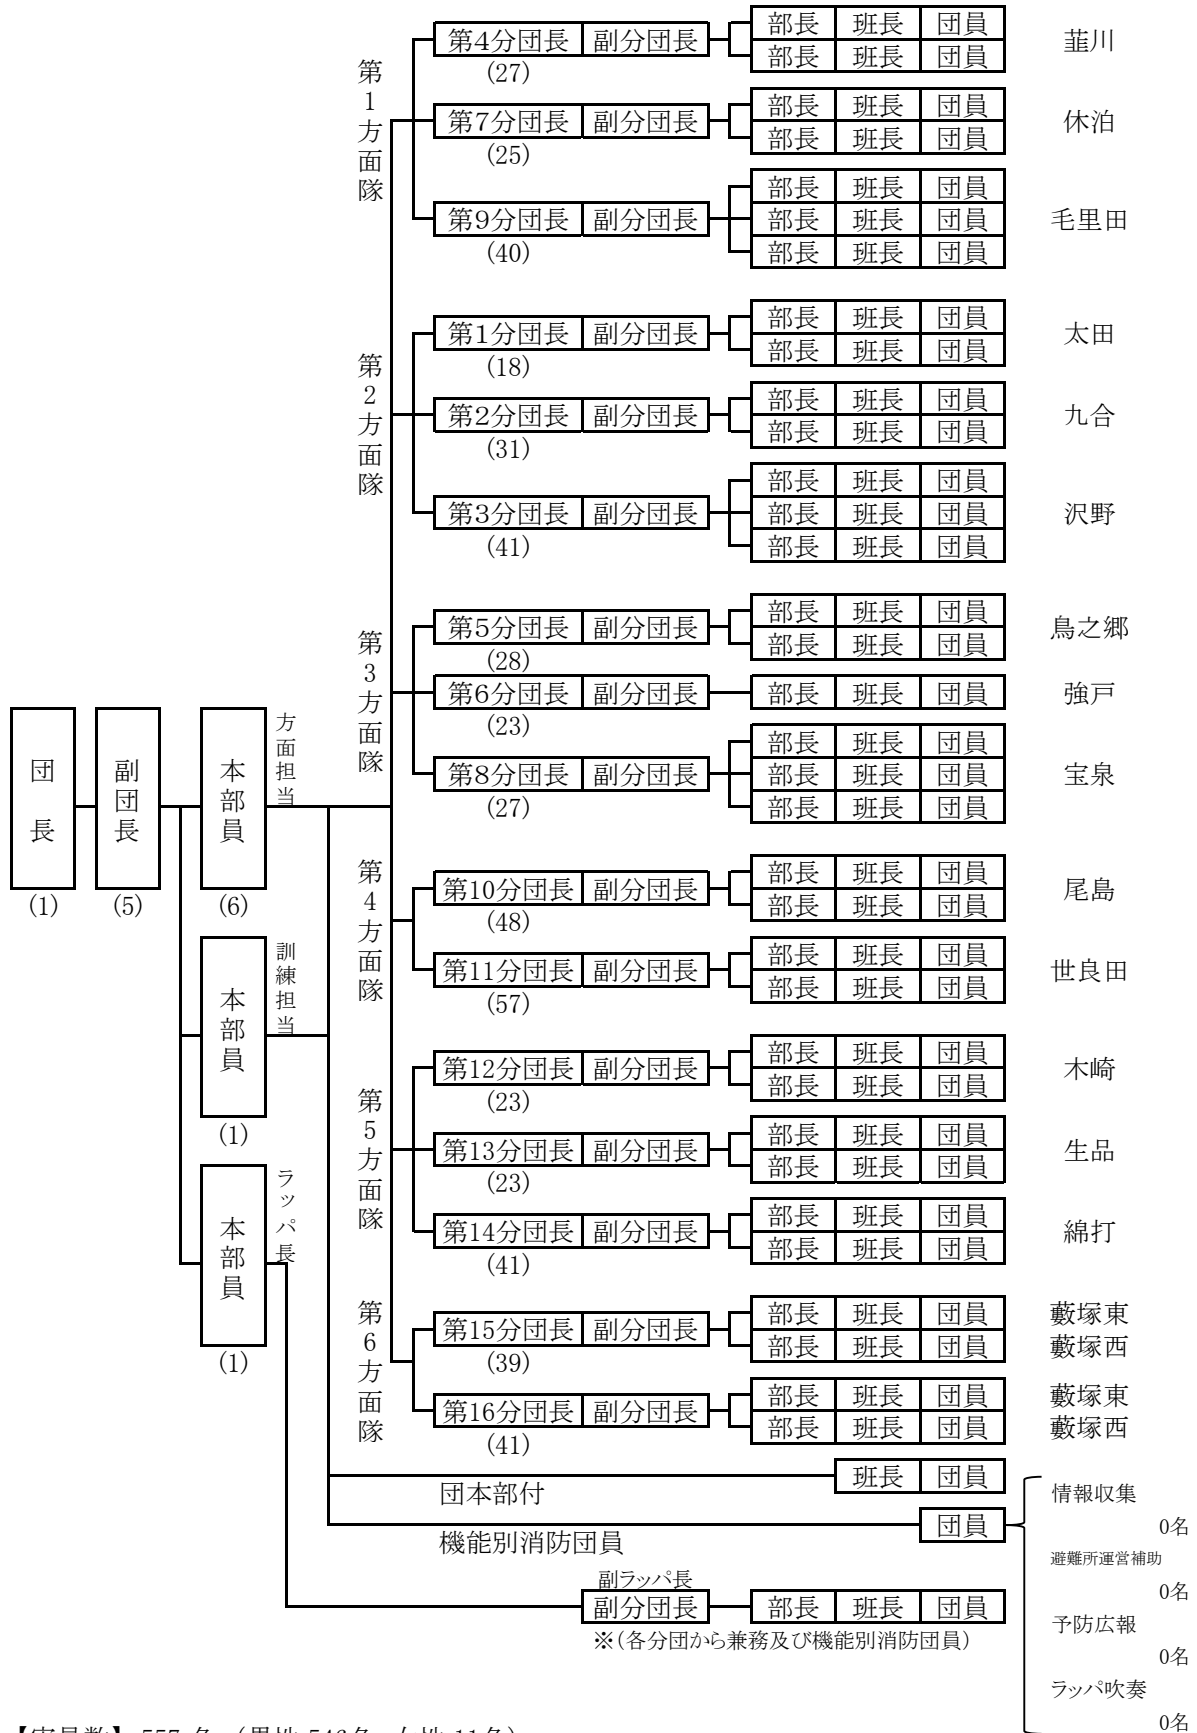 部長 班長 団員
第4分団長 副分団長
部長 班長 団員
韮川
(27)
部長 班長 団員
第7分団長 副分団長
部長 班長 団員
休泊
(25)
第1方面隊
部長 班長 団員
第9分団長 副分団長 部長 班長 団員
部長 班長 団員
毛里田
(40)
部長 班長 団員
第1分団長 副分団長
部長 班長 団員
太田
(18)
部長 班長 団員
第2分団長 副分団長
部長 班長 団員
九合
(31)
第2方面隊
部長 班長 団員
第3分団長 副分団長 部長 班長 団員
部長 班長 団員
沢野
(41)
部長 班長 団員
第5分団長 副分団長
部長 班長 団員
鳥之郷
(28)
第6分団長 副分団長 部長 班長 団員
強戸
(23)
第3方面隊
部長 班長 団員
第8分団長 副分団長 部長 班長 団員
部長 班長 団員
宝泉
(27)
団長
(1)
副団長
(5)
本部員
方面担当
(6)
部長 班長 団員
第10分団長 副分団長
部長 班長 団員
尾島
(48)
第4方面隊
部長 班長 団員
第11分団長 副分団長
部長 班長 団員
世良田
(57)
本部員
訓練担当
(1)
部長 班長 団員
第12分団長 副分団長
部長 班長 団員
木崎
(23)
第5方面隊
部長 班長 団員
第13分団長 副分団長
部長 班長 団員
生品
(23)
部長 班長 団員
第14分団長 副分団長
部長 班長 団員
綿打
(41)
本部員
ラッパ長
(1)
第6方面隊
部長 班長 団員
第15分団長 副分団長
部長 班長 団員
藪塚東
藪塚西
(39)
部長 班長 団員
第16分団長 副分団長
部長 班長 団員
藪塚東
藪塚西
(41)
班長 団員
団本部付
団員
機能別消防団員
情報収集
0名
避難所運営補助
0名
予防広報
0名
ラッパ吹奏
0名
副ラッパ長
副分団長 部長 班長 団員
※(各分団から兼務及び機能別消防団員)
【実員数】 557 名 (男性 546名 女性 11名)